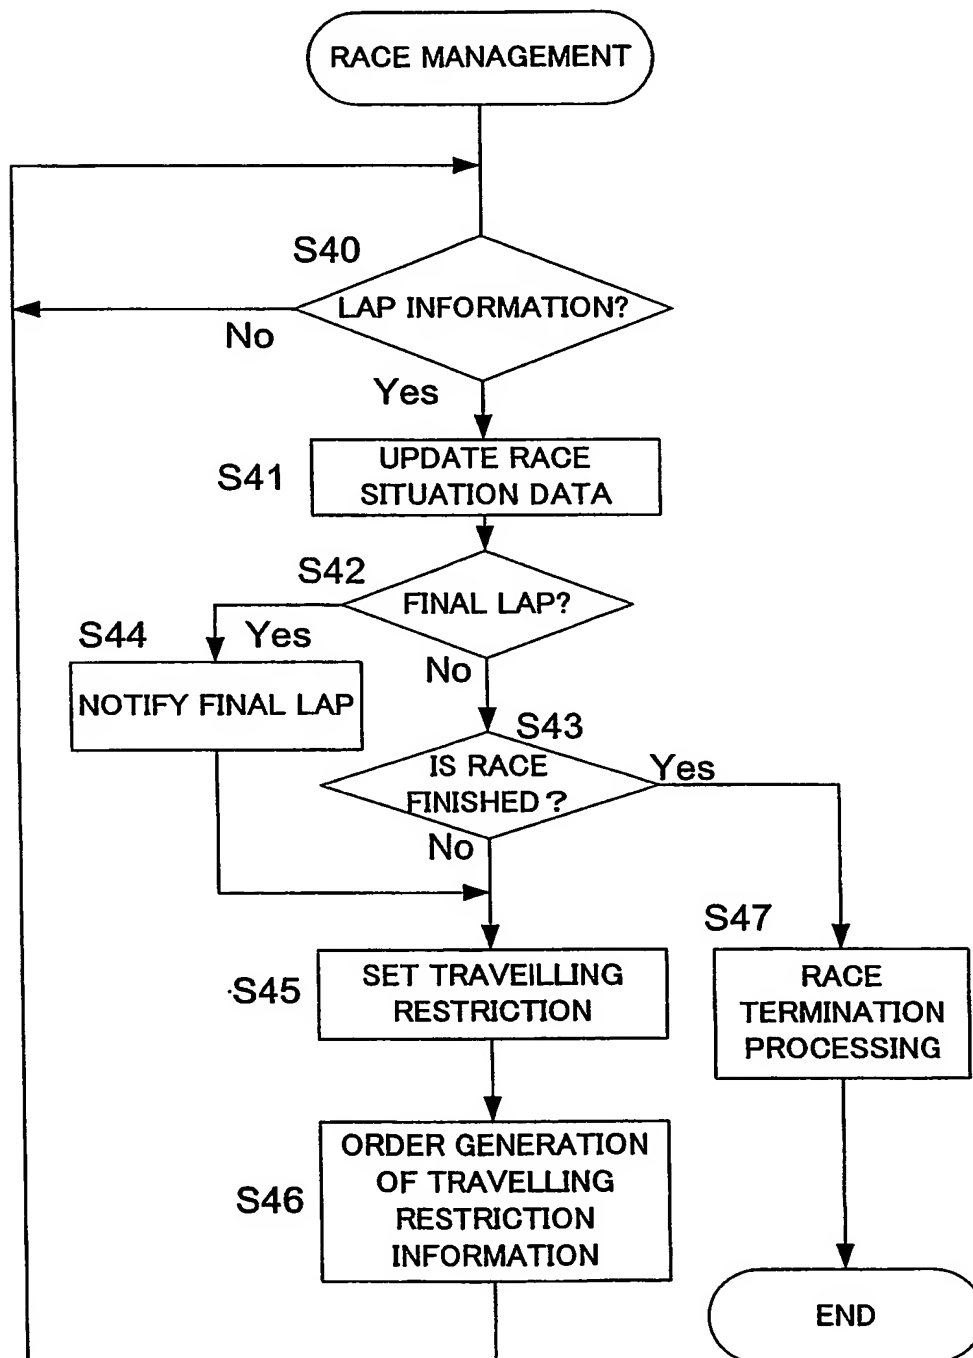 RACE MANAGEMENT
S40
LAP INFORMATION?
No
Yes
S41
UPDATE RACE
SITUATION DATA
S42
FINAL LAP?
S44
Yes
No
NOTIFY FINAL LAP
S43
IS RACE
FINISHED?
Yes
No
S47
S45
SET TRAVEILLING
RESTRICTION
RACE
TERMINATION
PROCESSING
S46
ORDER GENERATION
OF TRAVELLING
RESTRICTION
INFORMATION
END